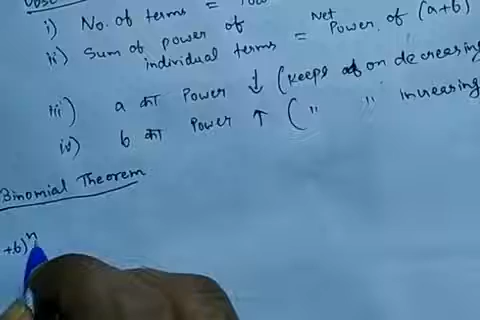 i) No. of terms =
ii) Sum of power of individual terms = Net Power of (a+b)
iii) a का Power ↓ (keeps on decreasing
iv) b का Power ↑ ( " " increasing
Binomial Theorem
+b)ⁿ